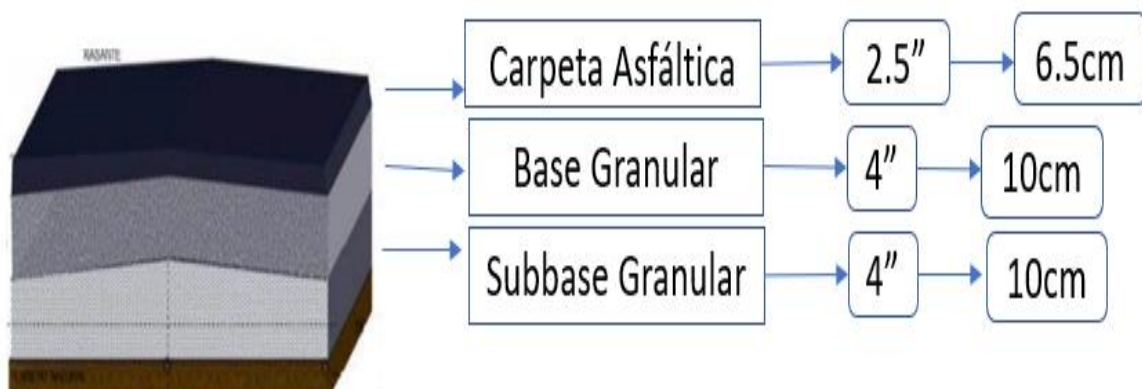 RASANTE
Carpeta Asfáltica 2.5” 6.5cm
Base Granular 4” 10cm
Subbase Granular 4” 10cm